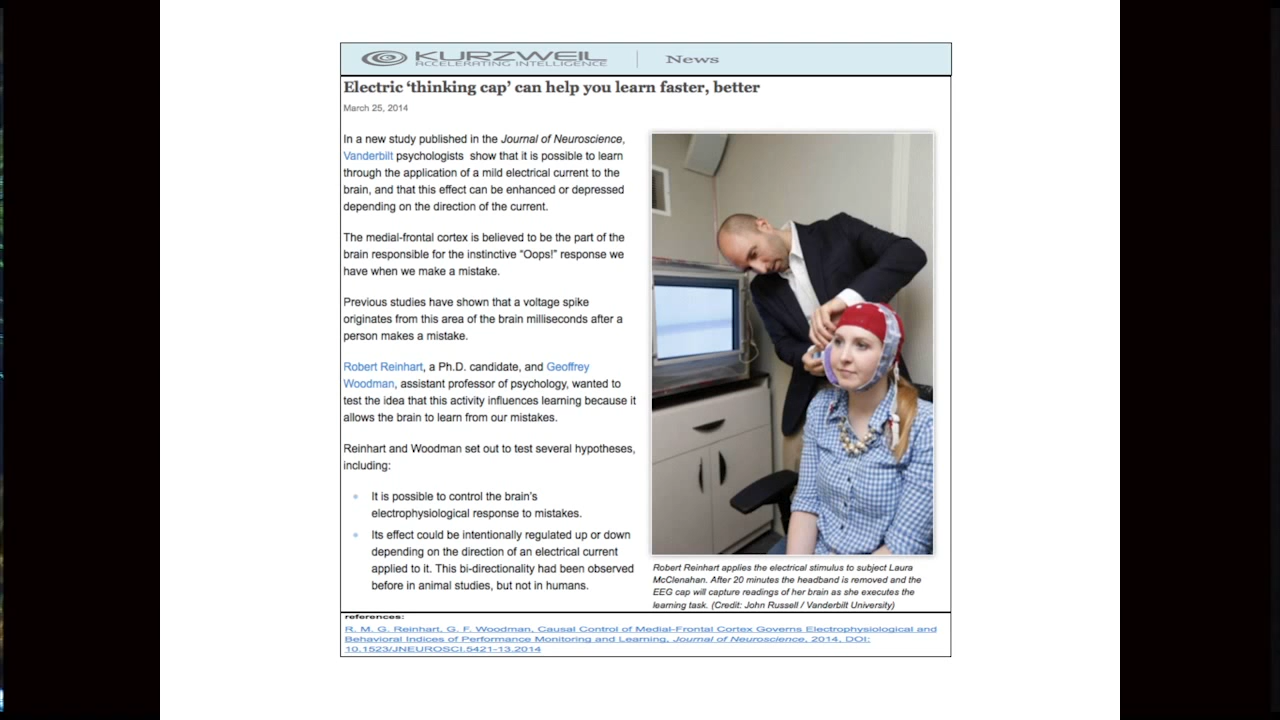 KURZWEIL
ACCELERATING INTELLIGENCE
News
Electric ‘thinking cap’ can help you learn faster, better
March 25, 2014
In a new study published in the Journal of Neuroscience,
Vanderbilt psychologists show that it is possible to learn
through the application of a mild electrical current to the
brain, and that this effect can be enhanced or depressed
depending on the direction of the current.
The medial-frontal cortex is believed to be the part of the
brain responsible for the instinctive “Oops!” response we
have when we make a mistake.
Previous studies have shown that a voltage spike
originates from this area of the brain milliseconds after a
person makes a mistake.
Robert Reinhart, a Ph.D. candidate, and Geoffrey
Woodman, assistant professor of psychology, wanted to
test the idea that this activity influences learning because it
allows the brain to learn from our mistakes.
Reinhart and Woodman set out to test several hypotheses,
including:
It is possible to control the brain’s
electrophysiological response to mistakes.
Its effect could be intentionally regulated up or down
depending on the direction of an electrical current
applied to it. This bi-directionality had been observed
before in animal studies, but not in humans.
Robert Reinhart applies the electrical stimulus to subject Laura
McClenahan. After 20 minutes the headband is removed and the
EEG cap will capture readings of her brain as she executes the
learning task. (Credit: John Russell / Vanderbilt University)
references:
R. M. G. Reinhart, G. F. Woodman, Causal Control of Medial-Frontal Cortex Governs Electrophysiological and
Behavioral Indices of Performance Monitoring and Learning, Journal of Neuroscience, 2014, DOI:
10.1523/JNEUROSCI.5421-13.2014